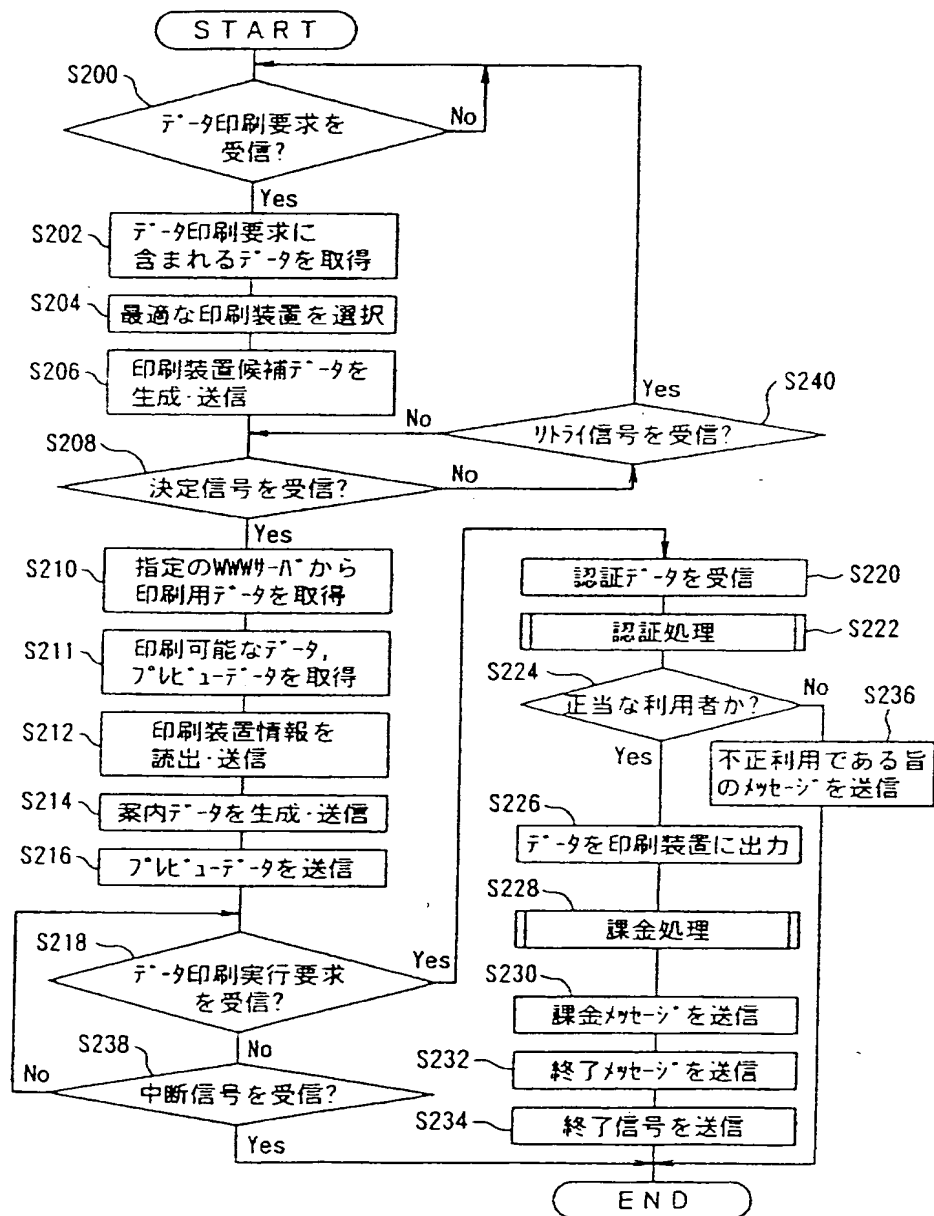 START
S200
データ印刷要求を
受信?
No
Yes
S202
データ印刷要求に
含まれるデータを取得
S204
最適な印刷装置を選択
S206
印刷装置候補データを
生成·送信
Yes
S240
No
リトライ信号を受信?
S208
決定信号を受信?
No
Yes
S210
指定のWWWサーバから
印刷用データを取得
S211
印刷可能なデータ,
プレビューデータを取得
S212
印刷装置情報を
読出·送信
S214
案内データを生成·送信
S216
プレビューデータを送信
S218
データ印刷実行要求
を受信?
Yes
No
S238
No
中断信号を受信?
Yes
認証データを受信
S220
認証処理
S222
S224
正当な利用者か?
No
Yes
S236
不正利用である旨
のメッセージを送信
S226
データを印刷装置に出力
S228
課金処理
S230
課金メッセージを送信
S232
終了メッセージを送信
S234
終了信号を送信
END